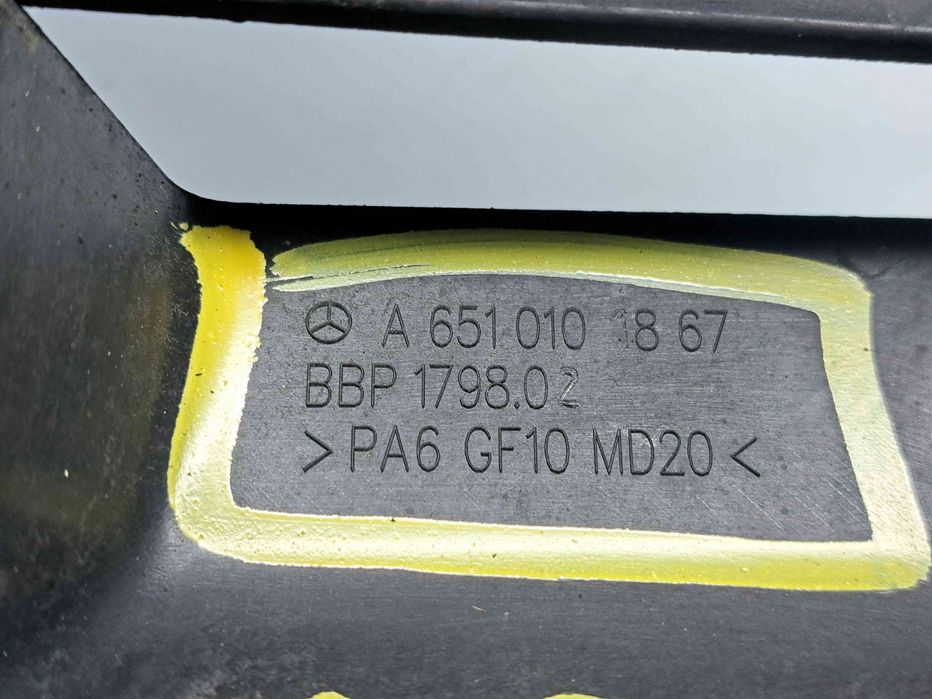 A 651 010 18 67
BBP 1798.02
>PA6 GF10 MD20<